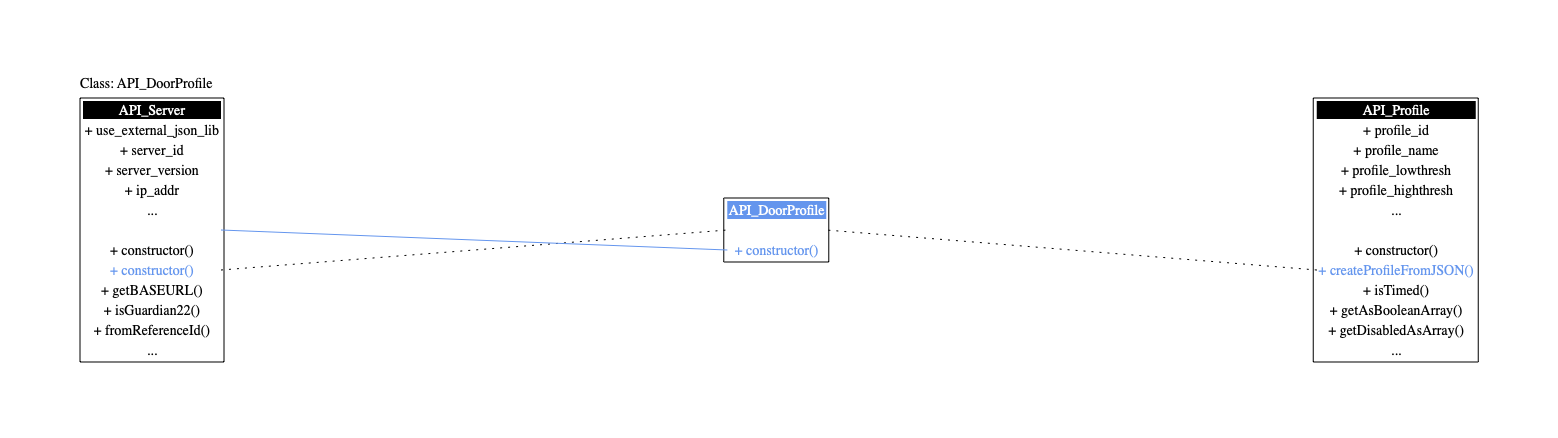 Class: API_DoorProfile
API_Server
+ use_external_json_lib
+ server_id
+ server_version
+ ip_addr
...
+ constructor()
+ constructor()
+ getBASEURL()
+ isGuardian22()
+ fromReferenceId()
...
API_DoorProfile
+ constructor()
API_Profile
+ profile_id
+ profile_name
+ profile_lowthresh
+ profile_highthresh
...
+ constructor()
+ createProfileFromJSON()
+ isTimed()
+ getAsBooleanArray()
+ getDisabledAsArray()
...